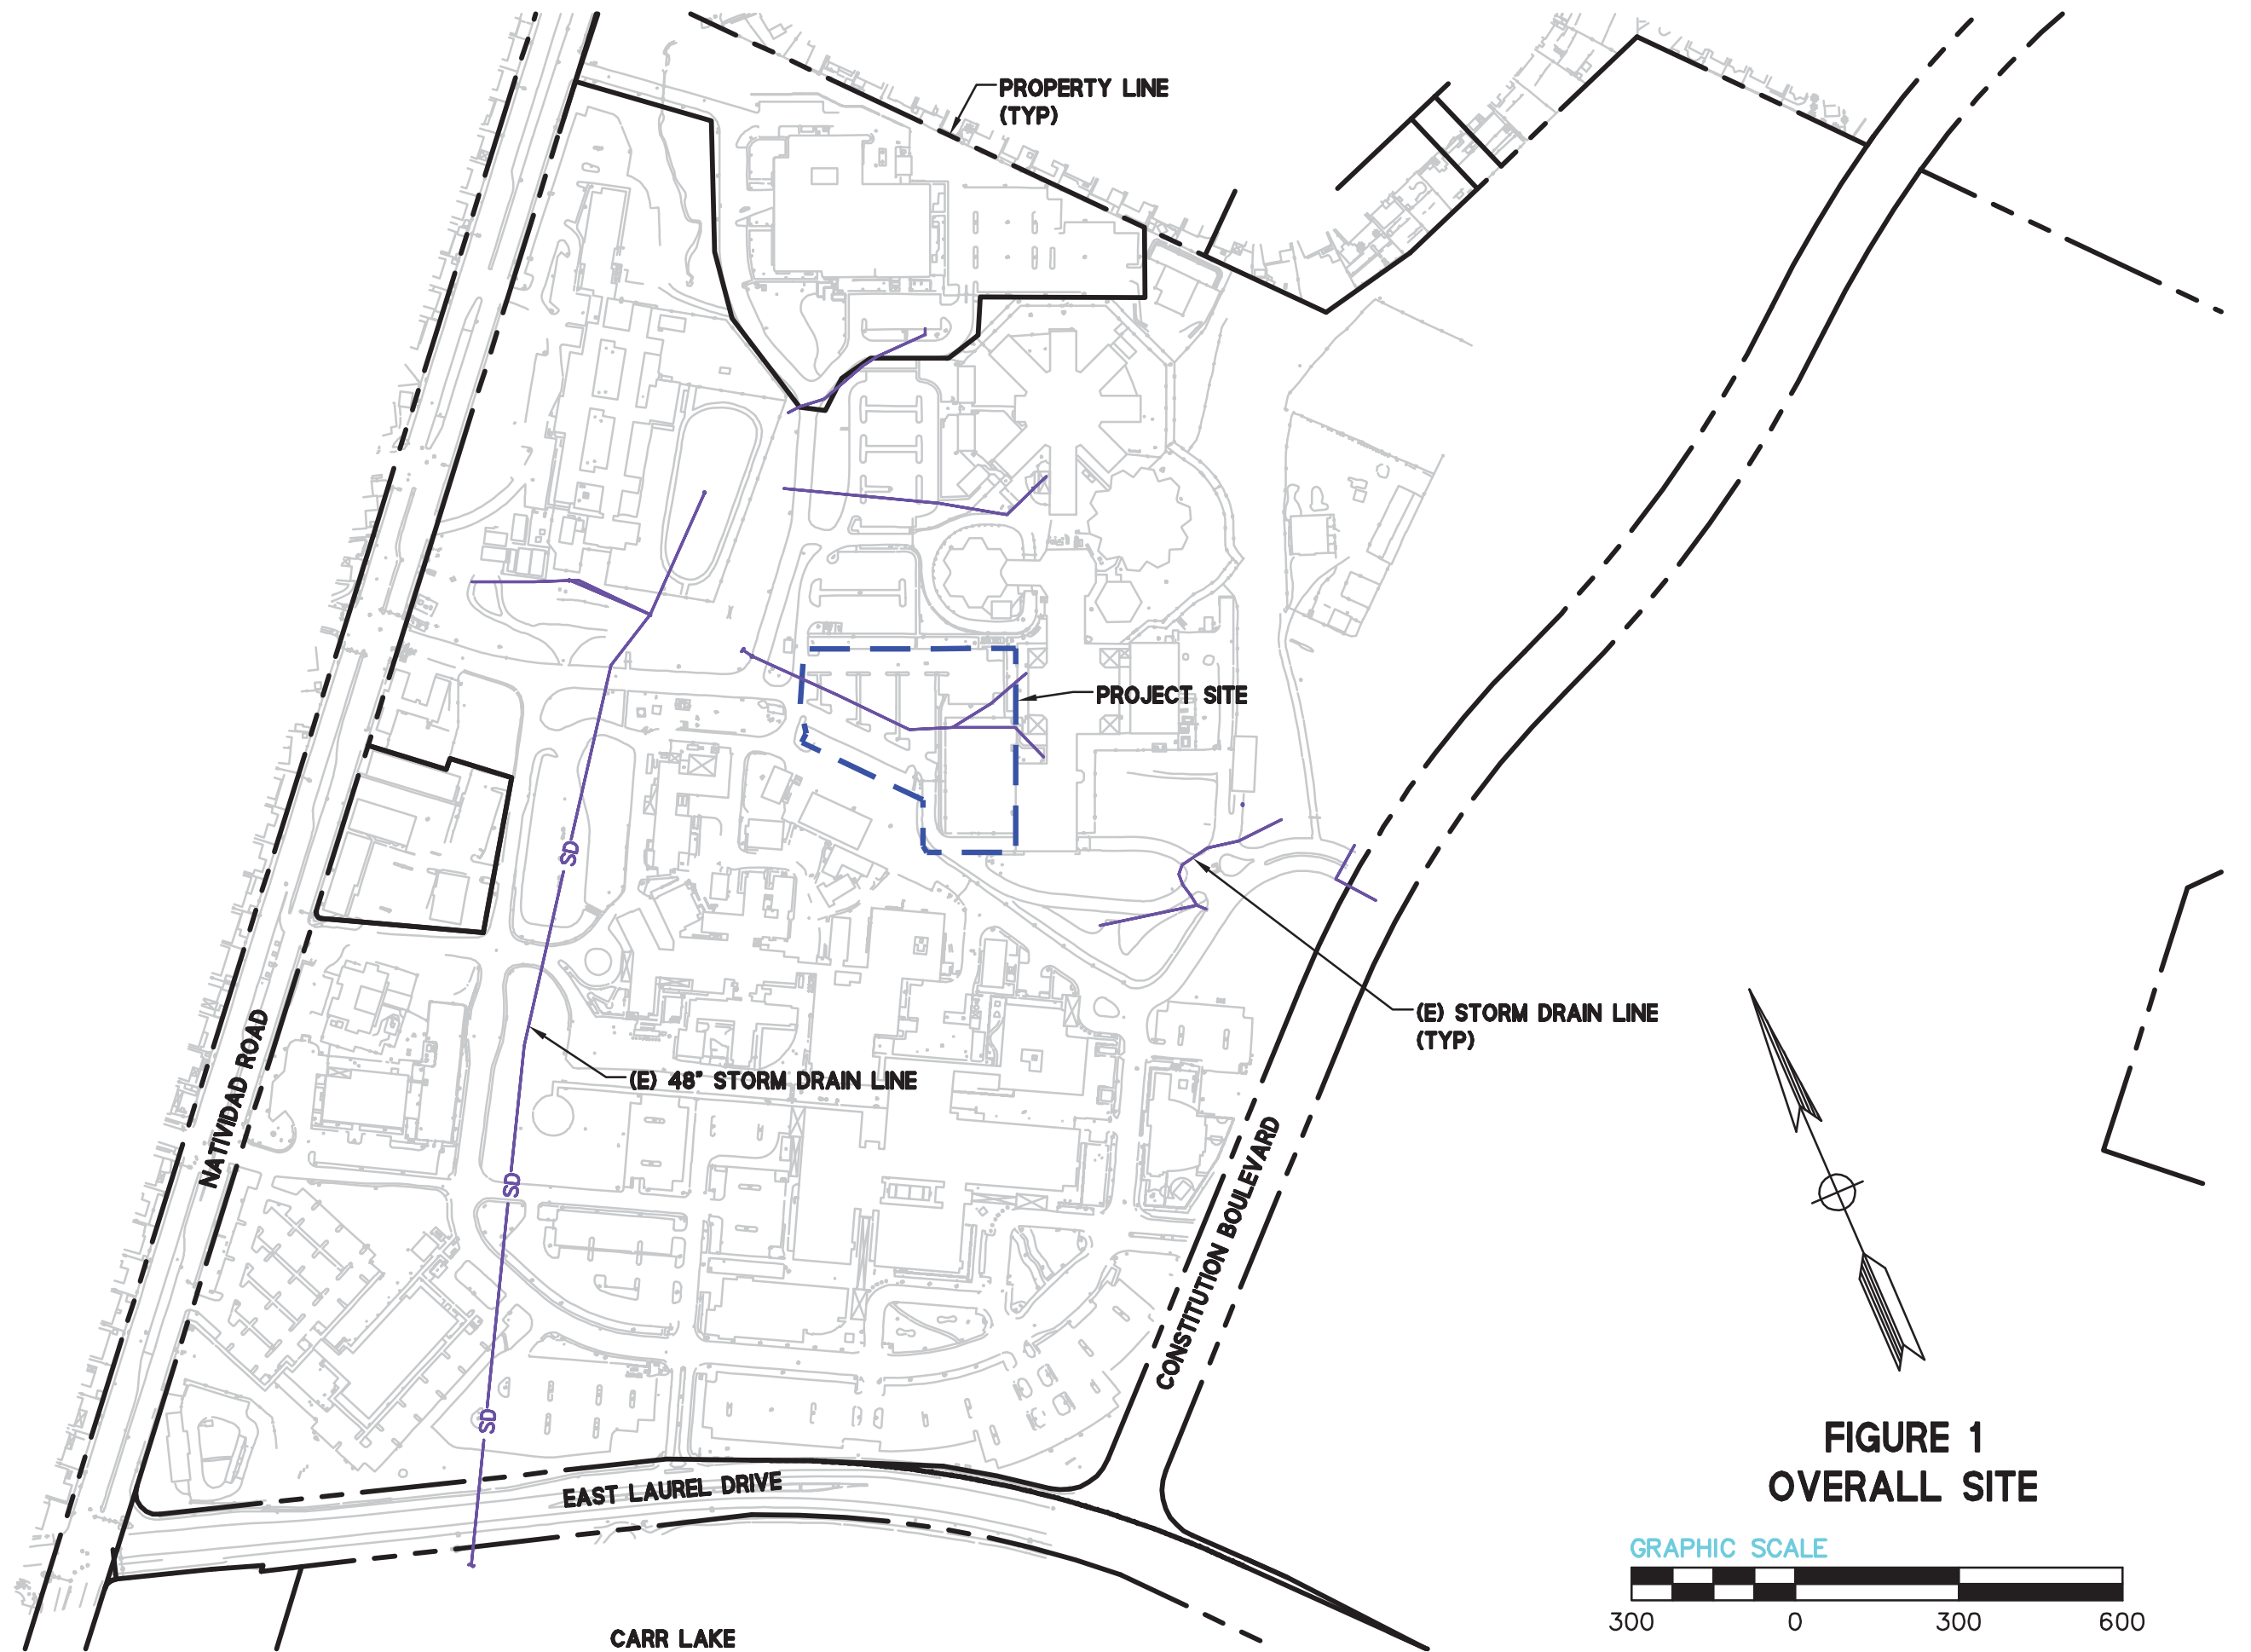 PROPERTY LINE
(TYP)
PROJECT SITE
SD
(E) STORM DRAIN LINE
(TYP)
NATIVIDAD ROAD
(E) 48" STORM DRAIN LINE
SD
CONSTITUTION BOULEVARD
SD
FIGURE 1
OVERALL SITE
EAST LAUREL DRIVE
GRAPHIC SCALE
300 0 300 600
CARR LAKE